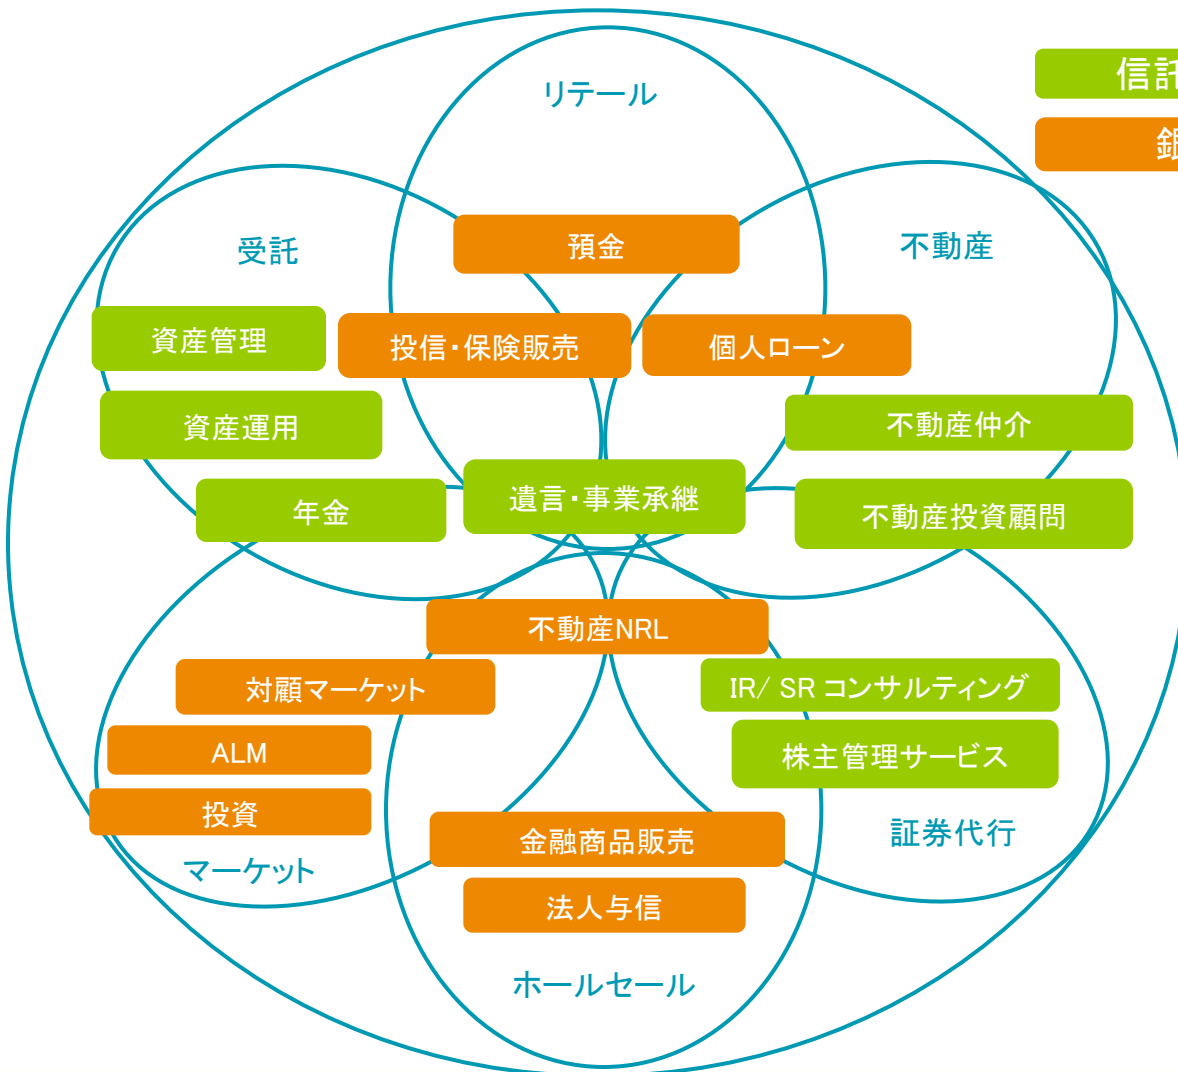 リテール
信託
銀
受託
預金
不動産
資産管理
投信・保険販売
個人ローン
資産運用
不動産仲介
年金
遺言・事業承継
不動産投資顧問
不動産NRL
対顧マーケット
IR/ SR コンサルティング
ALM
株主管理サービス
投資
金融商品販売
証券代行
マーケット
法人与信
ホールセール